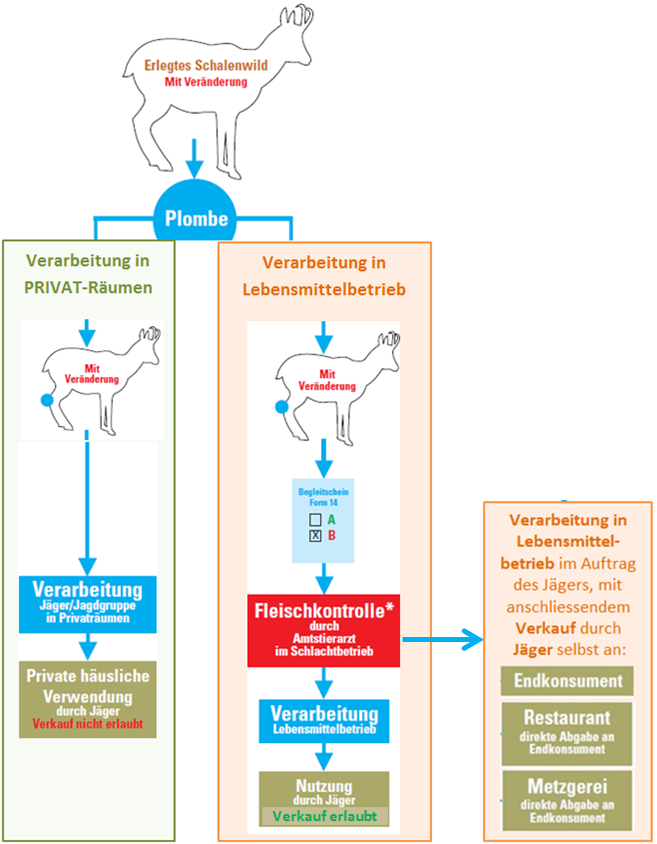 Erlegtes Schalenwild
Mit Veränderung
Plombe
Verarbeitung in
PRIVAT-Räumen
Mit
Veränderung
Verarbeitung
Jäger/Jagdgruppe
in Privaträumen
Private häusliche
Verwendung
durch Jäger
Verkauf nicht erlaubt
Verarbeitung in
Lebensmittelbetrieb
Mit
Veränderung
Begleitschein
Form 14
A
X B
Fleischkontrolle*
durch
Amtstierarzt
im Schlachtbetrieb
Verarbeitung
Lebensmittelbetrieb
Nutzung
durch Jäger
Verkauf erlaubt
Verarbeitung in
Lebensmittel-
betrieb im Auftrag
des Jägers, mit
anschliessendem
Verkauf durch
Jäger selbst an:
Endkonsument
Restaurant
direkte Abgabe an
Endkonsument
Metzgerei
direkte Abgabe an
Endkonsument